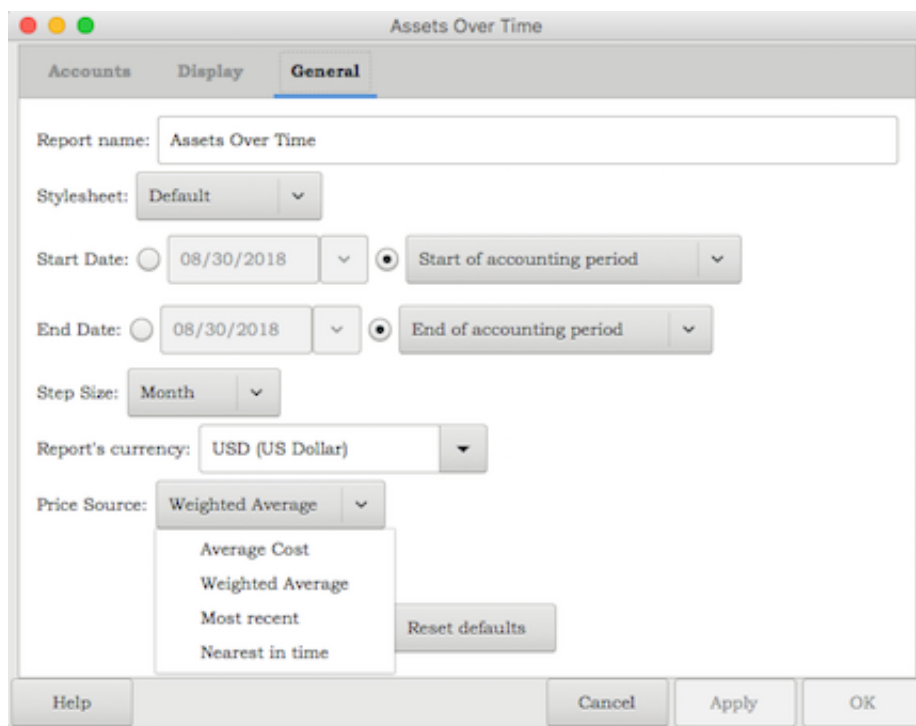 Assets Over Time
Accounts Display General
Report name: Assets Over Time
Stylesheet: Default
Start Date: 08/30/2018 Start of accounting period
End Date: 08/30/2018 End of accounting period
Step Size: Month
Report's currency: USD (US Dollar)
Price Source: Weighted Average
Average Cost
Weighted Average
Most recent
Reset defaults
Nearest in time
Help Cancel Apply OK